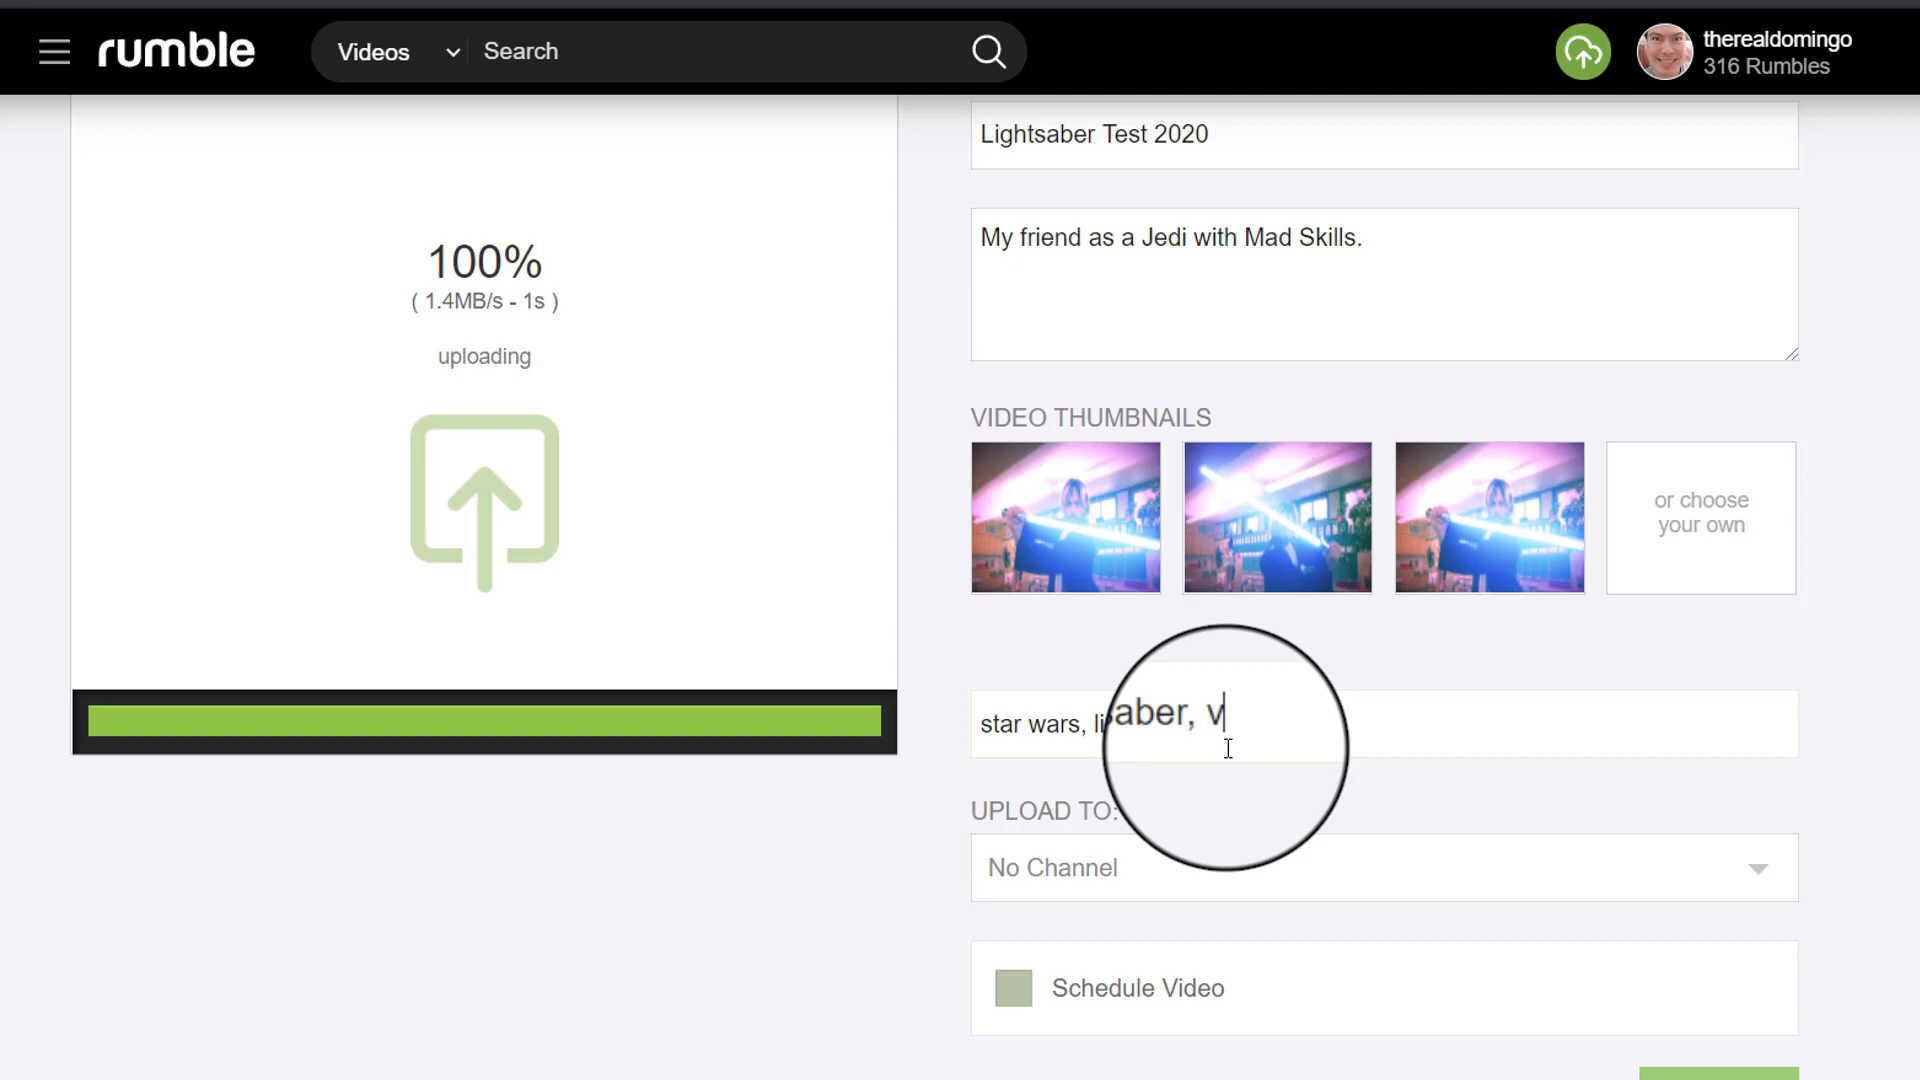 rumble
Videos
Search
therealdomingo
316 Rumbles
Lightsaber Test 2020
My friend as a Jedi with Mad Skills.
100%
( 1.4MB/s - 1s )
uploading
VIDEO THUMBNAILS
or choose
your own
star wars, li saber, v
UPLOAD TO:
No Channel
Schedule Video